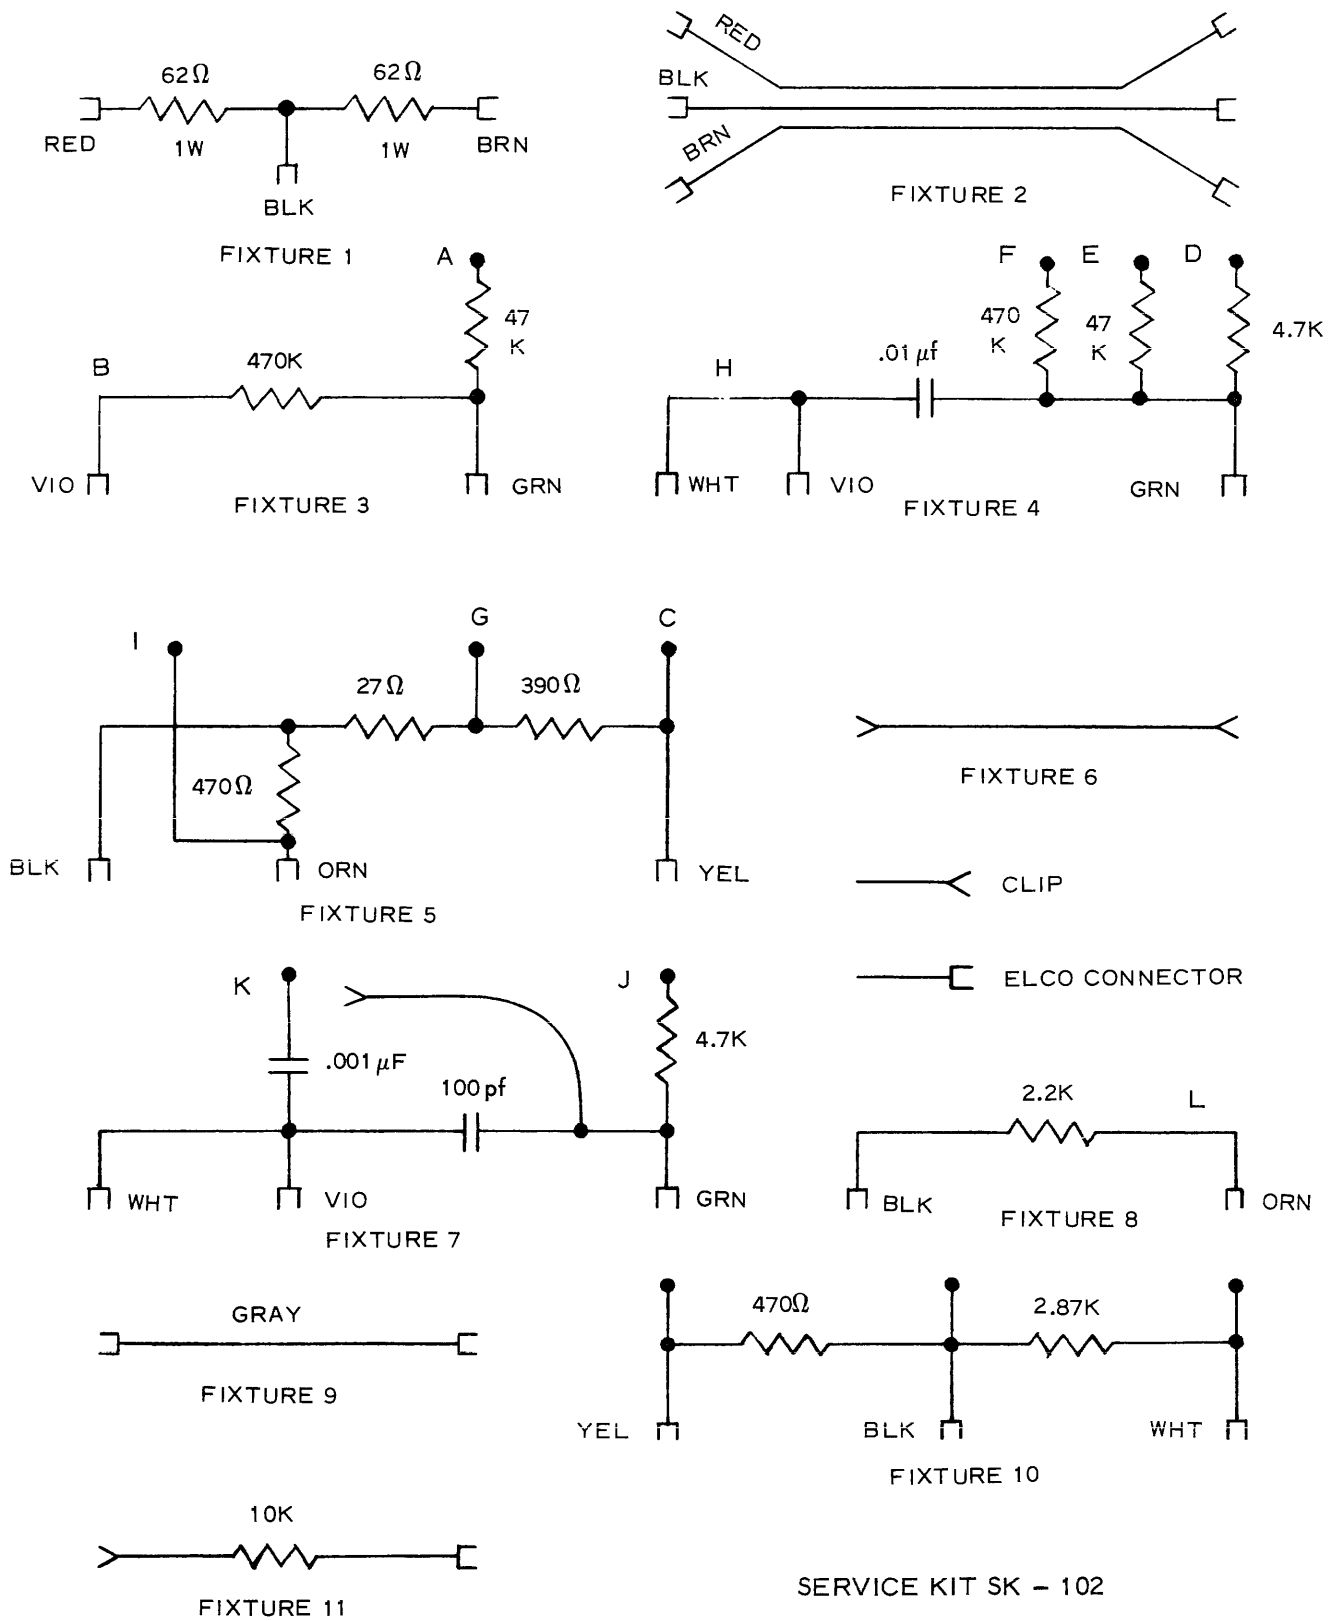 62Ω
62Ω
RED
1W
1W
BRN
BLK
FIXTURE 1
RED
BLK
BRN
FIXTURE 2
A
47
K
B
470K
VIO
GRN
FIXTURE 3
F
E
D
470
K
47
K
4.7K
.01 µf
H
WHT
VIO
GRN
FIXTURE 4
I
G
C
27Ω
390Ω
470Ω
BLK
ORN
YEL
FIXTURE 5
FIXTURE 6
CLIP
ELCO CONNECTOR
K
J
.001 µF
4.7K
100 pf
WHT
VIO
GRN
FIXTURE 7
2.2K
L
BLK
ORN
FIXTURE 8
GRAY
FIXTURE 9
470Ω
2.87K
YEL
BLK
WHT
FIXTURE 10
10K
FIXTURE 11
SERVICE KIT SK – 102